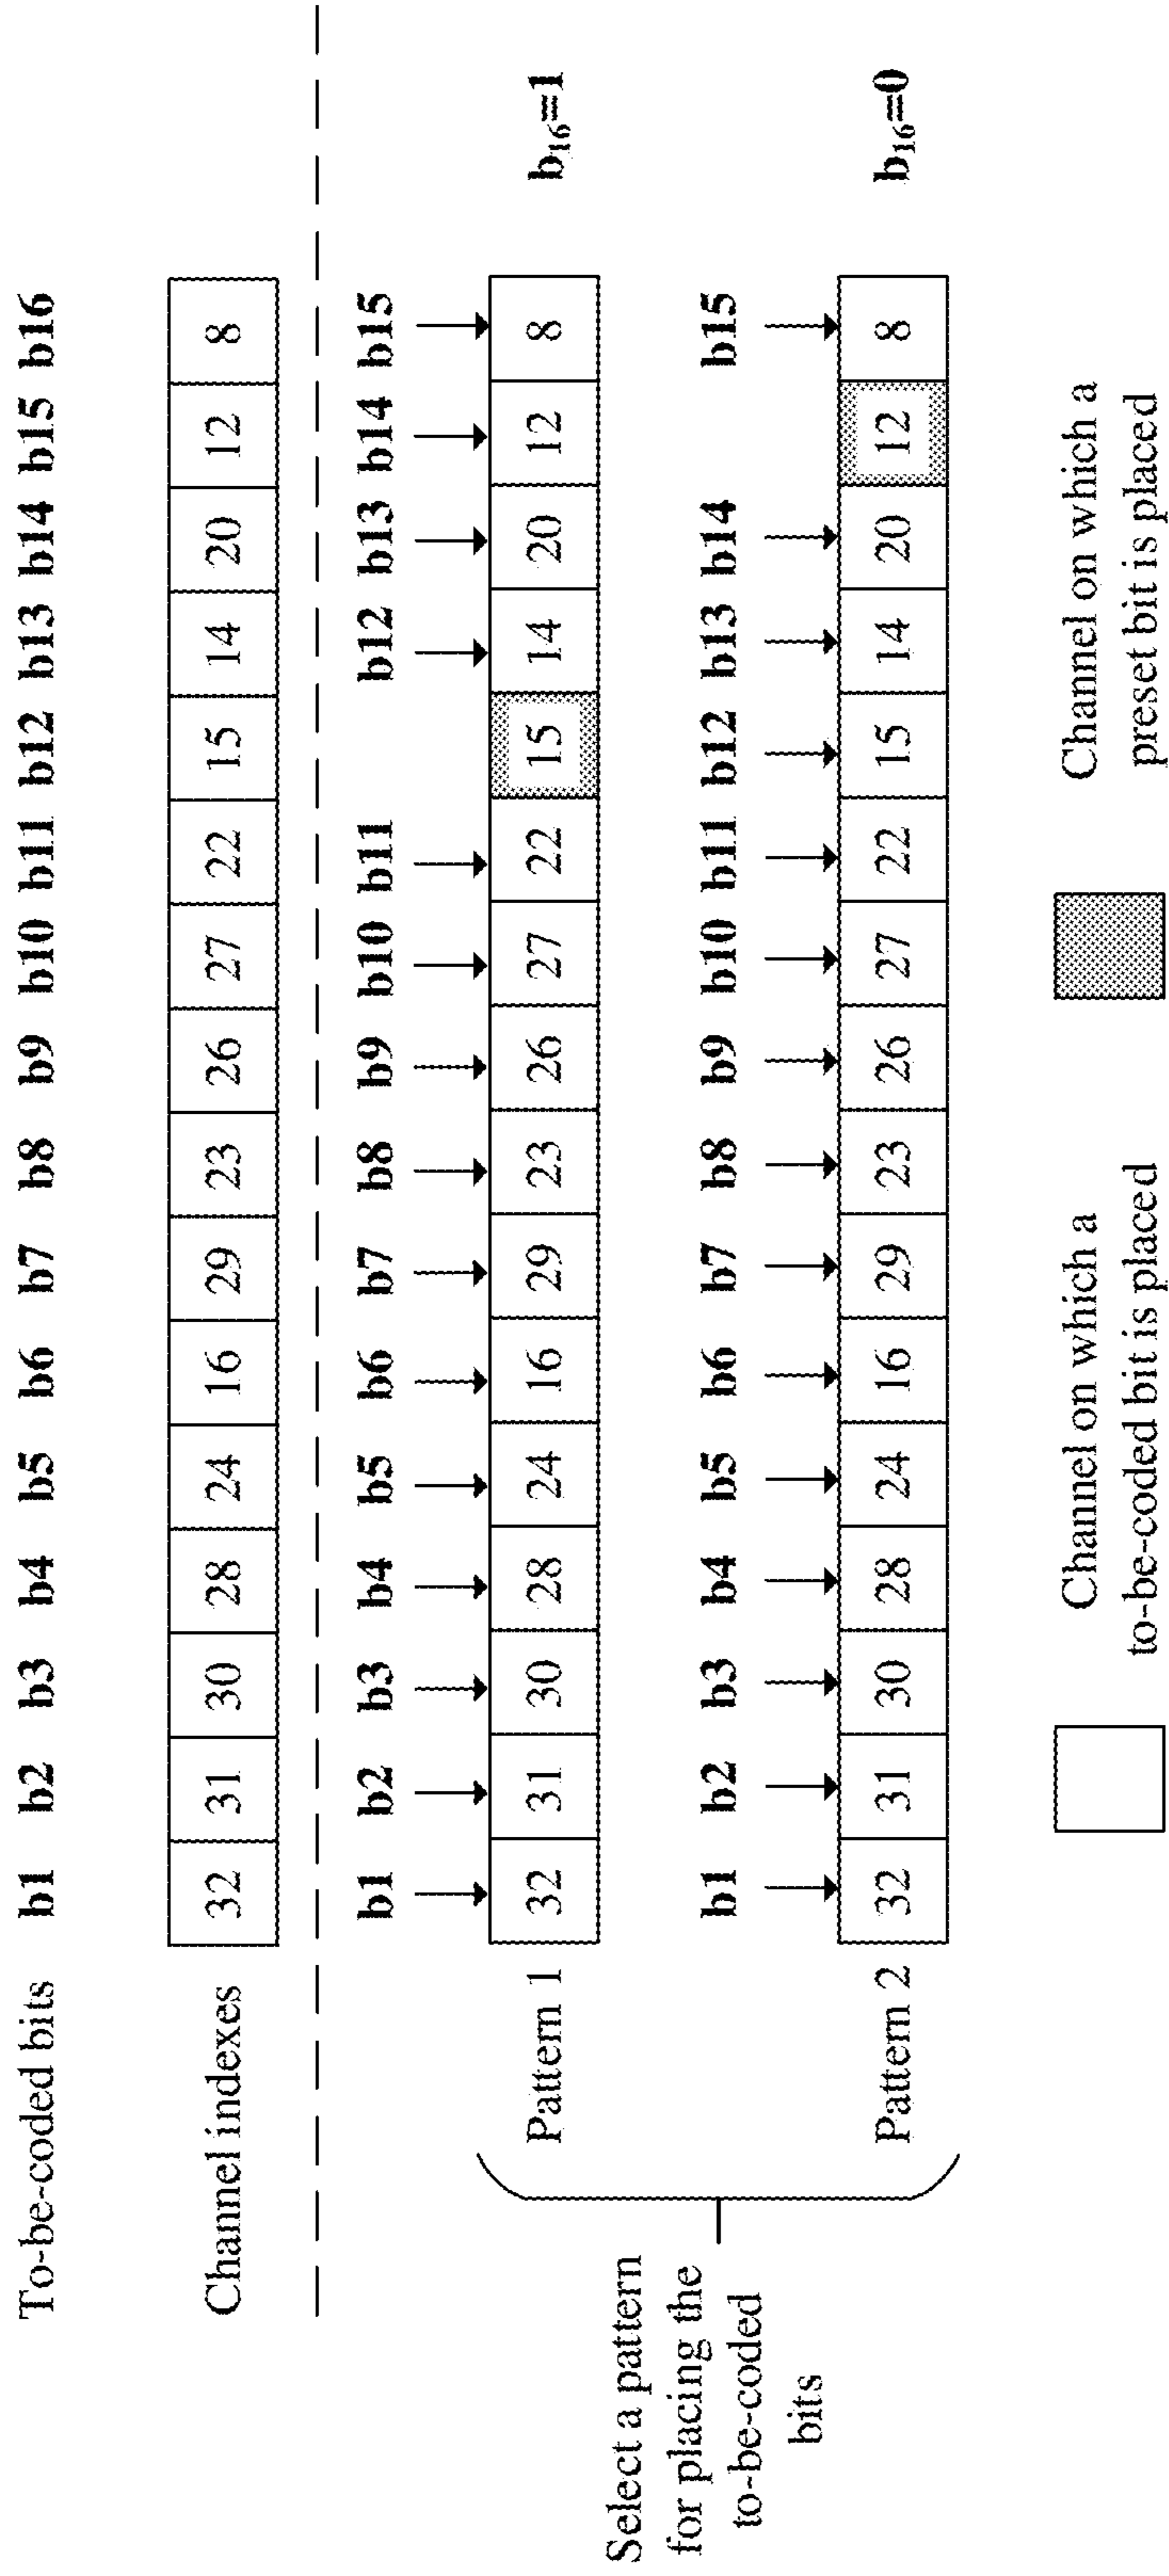 To-be-coded bits b1 b2 b3 b4 b5 b6 b7 b8 b9 b10 b11 b12 b13 b14 b15 b16
Channel indexes 32 31 30 28 24 16 29 23 26 27 22 15 14 20 12 8
b1 b2 b3 b4 b5 b6 b7 b8 b9 b10 b11 b12 b13 b14 b15
Pattern 1 32 31 30 28 24 16 29 23 26 27 22 15 14 20 12 8 b₁₆=1
Select a pattern
for placing the
to-be-coded
bits
b1 b2 b3 b4 b5 b6 b7 b8 b9 b10 b11 b12 b13 b14 b15
Pattern 2 32 31 30 28 24 16 29 23 26 27 22 15 14 20 12 8 b₁₆=0
Channel on which a
to-be-coded bit is placed
Channel on which a
preset bit is placed